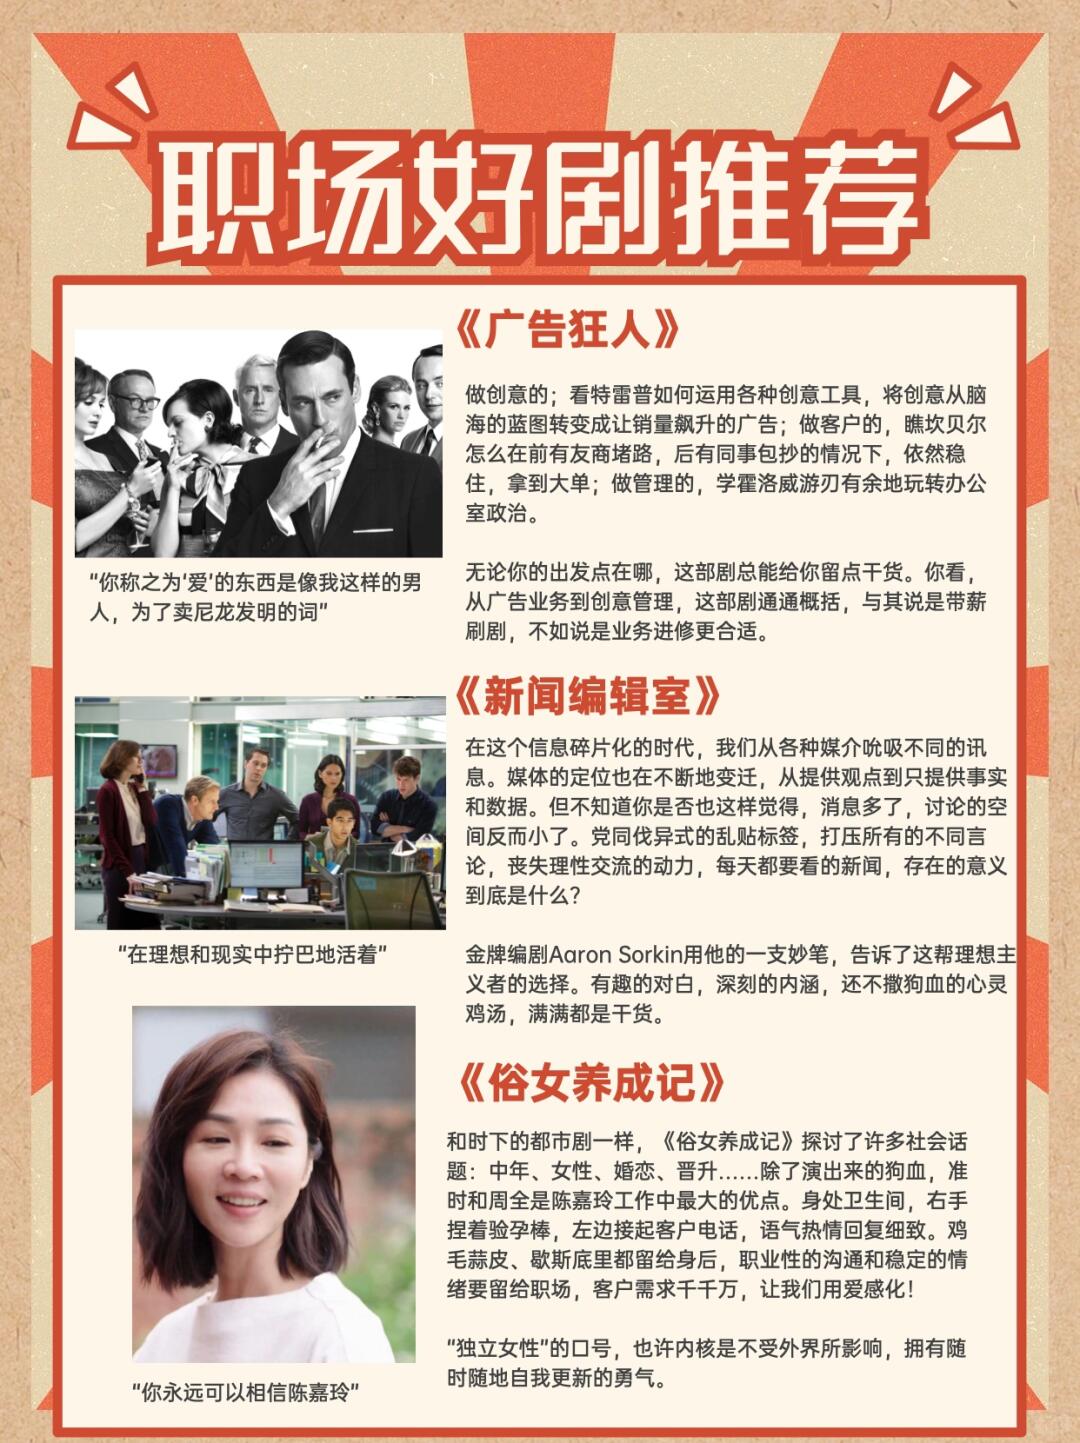 职场好剧推荐
《广告狂人》
做创意的；看特雷普如何运用各种创意工具，将创意从脑
海的蓝图转变成让销量飙升的广告；做客户的，瞧坎贝尔
怎么在前有友商堵路，后有同事包抄的情况下，依然稳
住，拿到大单；做管理的，学霍洛威游刃有余地玩转办公
室政治。
无论你的出发点在哪，这部剧总能给你留点干货。你看，
从广告业务到创意管理，这部剧通通概括，与其说是带薪
刷剧，不如说是业务进修更合适。
“你称之为‘爱’的东西是像我这样的男
人，为了卖尼龙发明的词”
《新闻编辑室》
在这个信息碎片化的时代，我们从各种媒介吮吸不同的讯
息。媒体的定位也在不断地变迁，从提供观点到只提供事实
和数据。但不知道你是否也这样觉得，消息多了，讨论的空
间反而小了。党同伐异式的乱贴标签，打压所有的不同言
论，丧失理性交流的动力，每天都要看的新闻，存在的意义
到底是什么？
金牌编剧Aaron Sorkin用他的一支妙笔，告诉了这帮理想主
义者的选择。有趣的对白，深刻的内涵，还不撒狗血的心灵
鸡汤，满满都是干货。
“在理想和现实中拧巴地活着”
《俗女养成记》
和时下的都市剧一样，《俗女养成记》探讨了许多社会话
题：中年、女性、婚恋、晋升……除了演出来的狗血，准
时和周全是陈嘉玲工作中最大的优点。身处卫生间，右手
捏着验孕棒，左边接起客户电话，语气热情回复细致。鸡
毛蒜皮、歇斯底里都留给身后，职业性的沟通和稳定的情
绪要留给职场，客户需求千千万，让我们用爱感化！
“独立女性”的口号，也许内核是不受外界所影响，拥有随
时随地自我更新的勇气。
“你永远可以相信陈嘉玲”